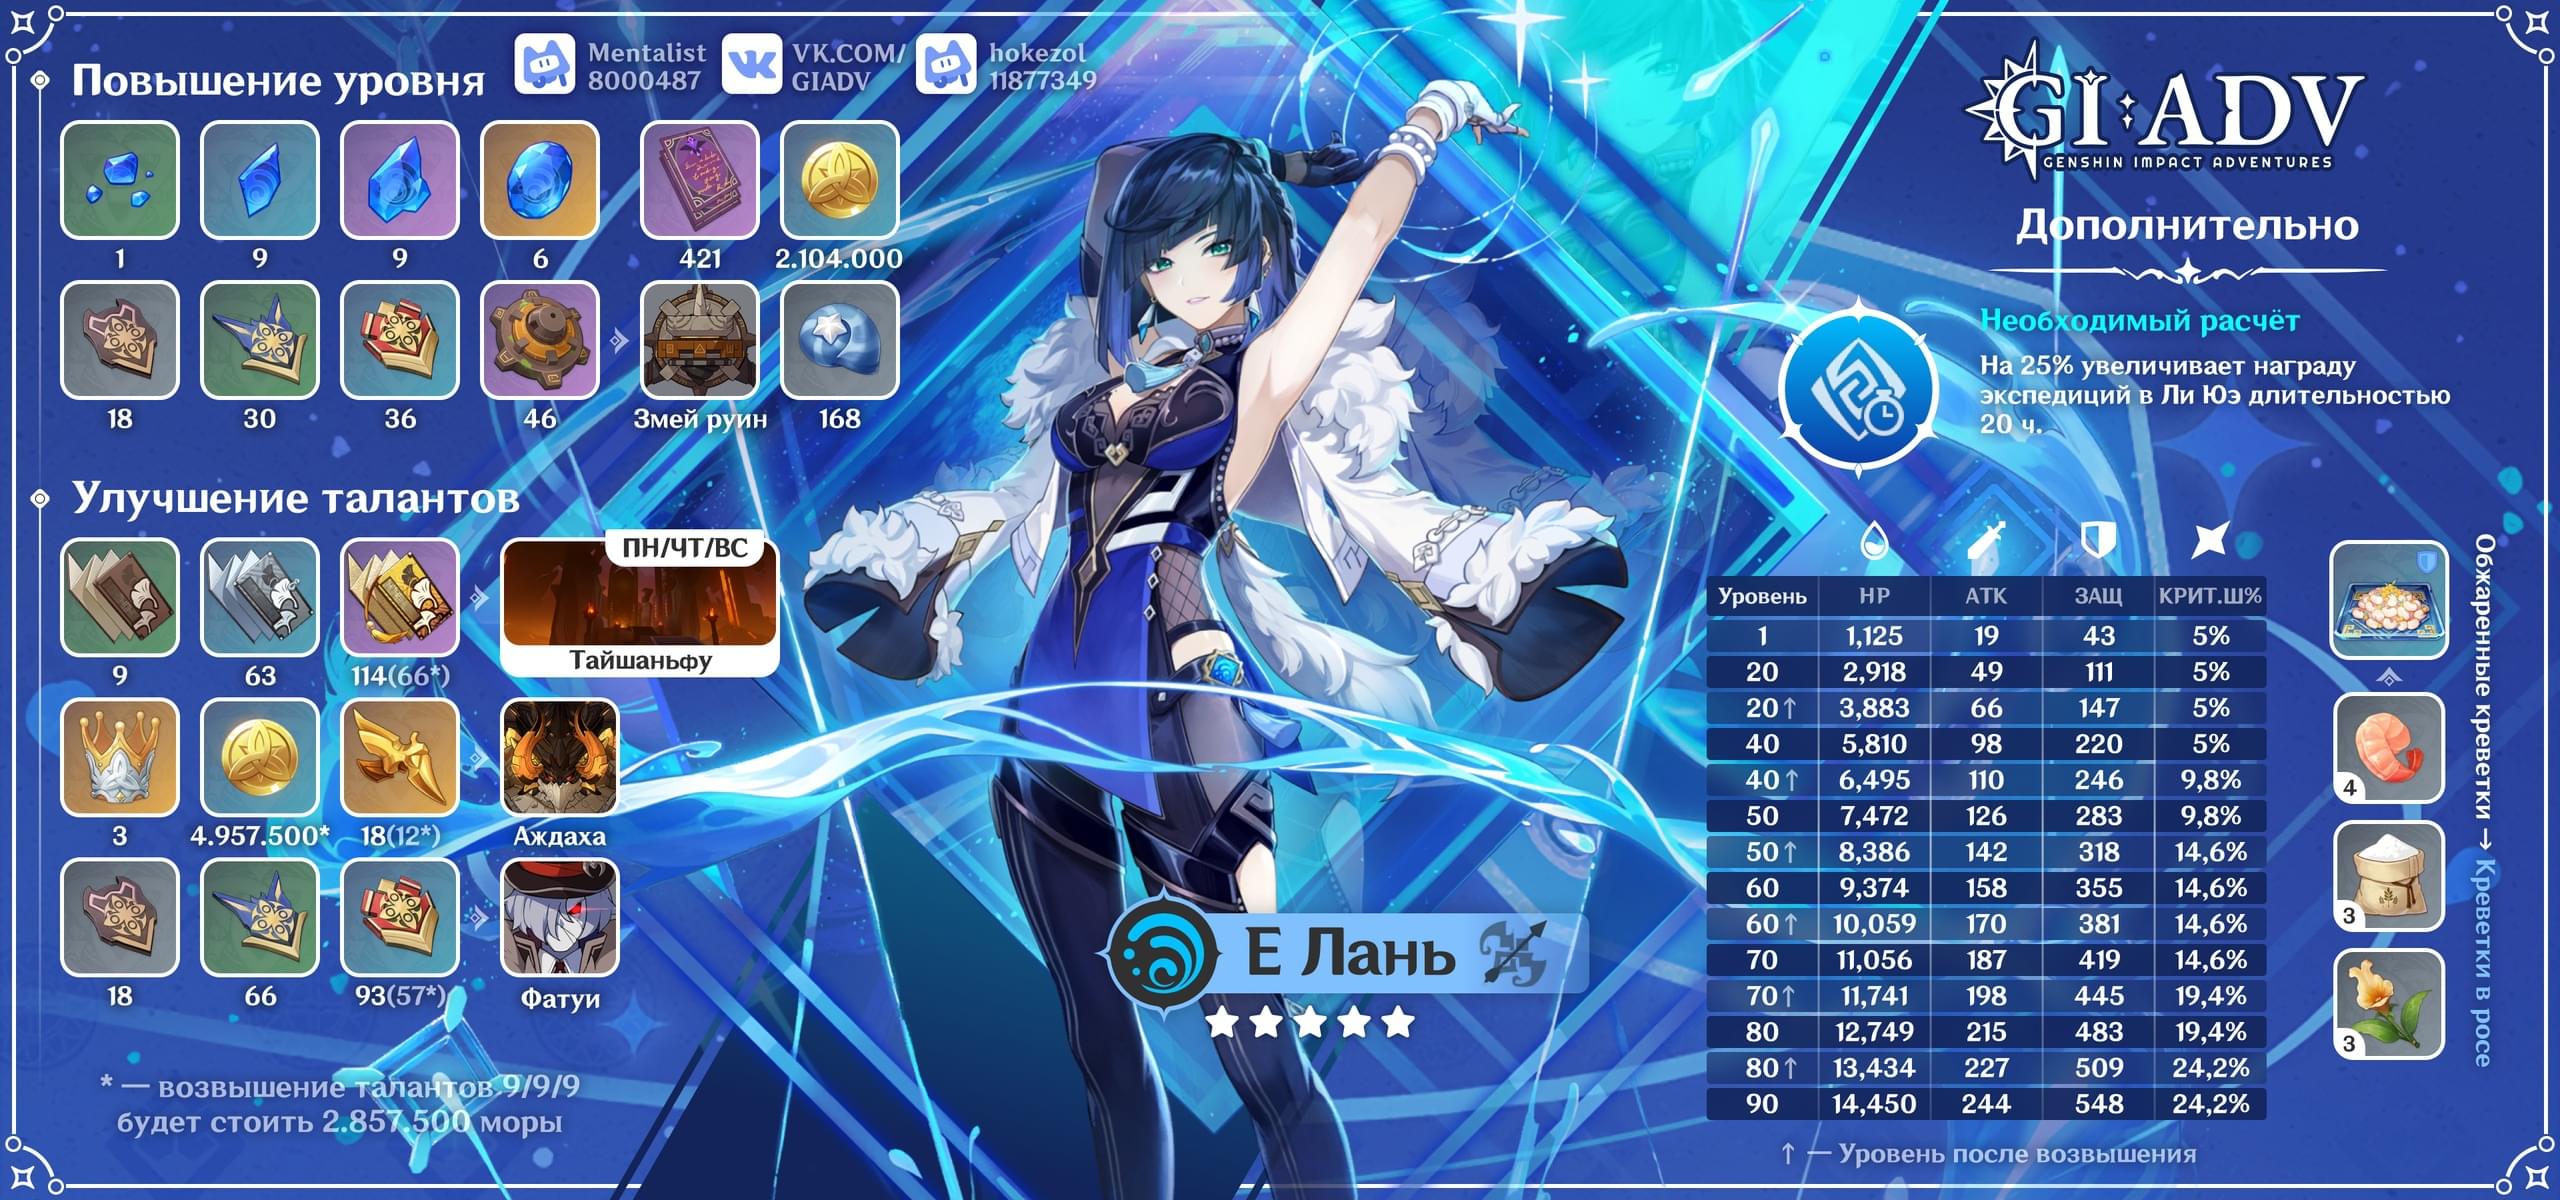 Повышение уровня
Mentalist
8000487
VK.COM/
GIADV
hokezol
11877349
1
9
9
6
421
2.104.000
18
30
36
46
Змей руин
168
Улучшение талантов
9
63
114(66*)
ПН/ЧТ/ВС
Тайшаньфу
3
4.957.500*
18(12*)
Аждаха
18
66
93(57*)
Фатуи
* — возвышение талантов 9/9/9
будет стоить 2.857.500 моры
Е Лань
GI ADV
GENSHIN IMPACT ADVENTURES
Дополнительно
Необходимый расчёт
На 25% увеличивает награду
экспедиций в Ли Юэ длительностью
20 ч.
Уровень HP АТК ЗАЩ КРИТ.Ш%
1 1,125 19 43 5%
20 2,918 49 111 5%
20↑ 3,883 66 147 5%
40 5,810 98 220 5%
40↑ 6,495 110 246 9,8%
50 7,472 126 283 9,8%
50↑ 8,386 142 318 14,6%
60 9,374 158 355 14,6%
60↑ 10,059 170 381 14,6%
70 11,056 187 419 14,6%
70↑ 11,741 198 445 19,4%
80 12,749 215 483 19,4%
80↑ 13,434 227 509 24,2%
90 14,450 244 548 24,2%
↑ — Уровень после возвышения
4
3
3
Обжаренные креветки → Креветки в росе